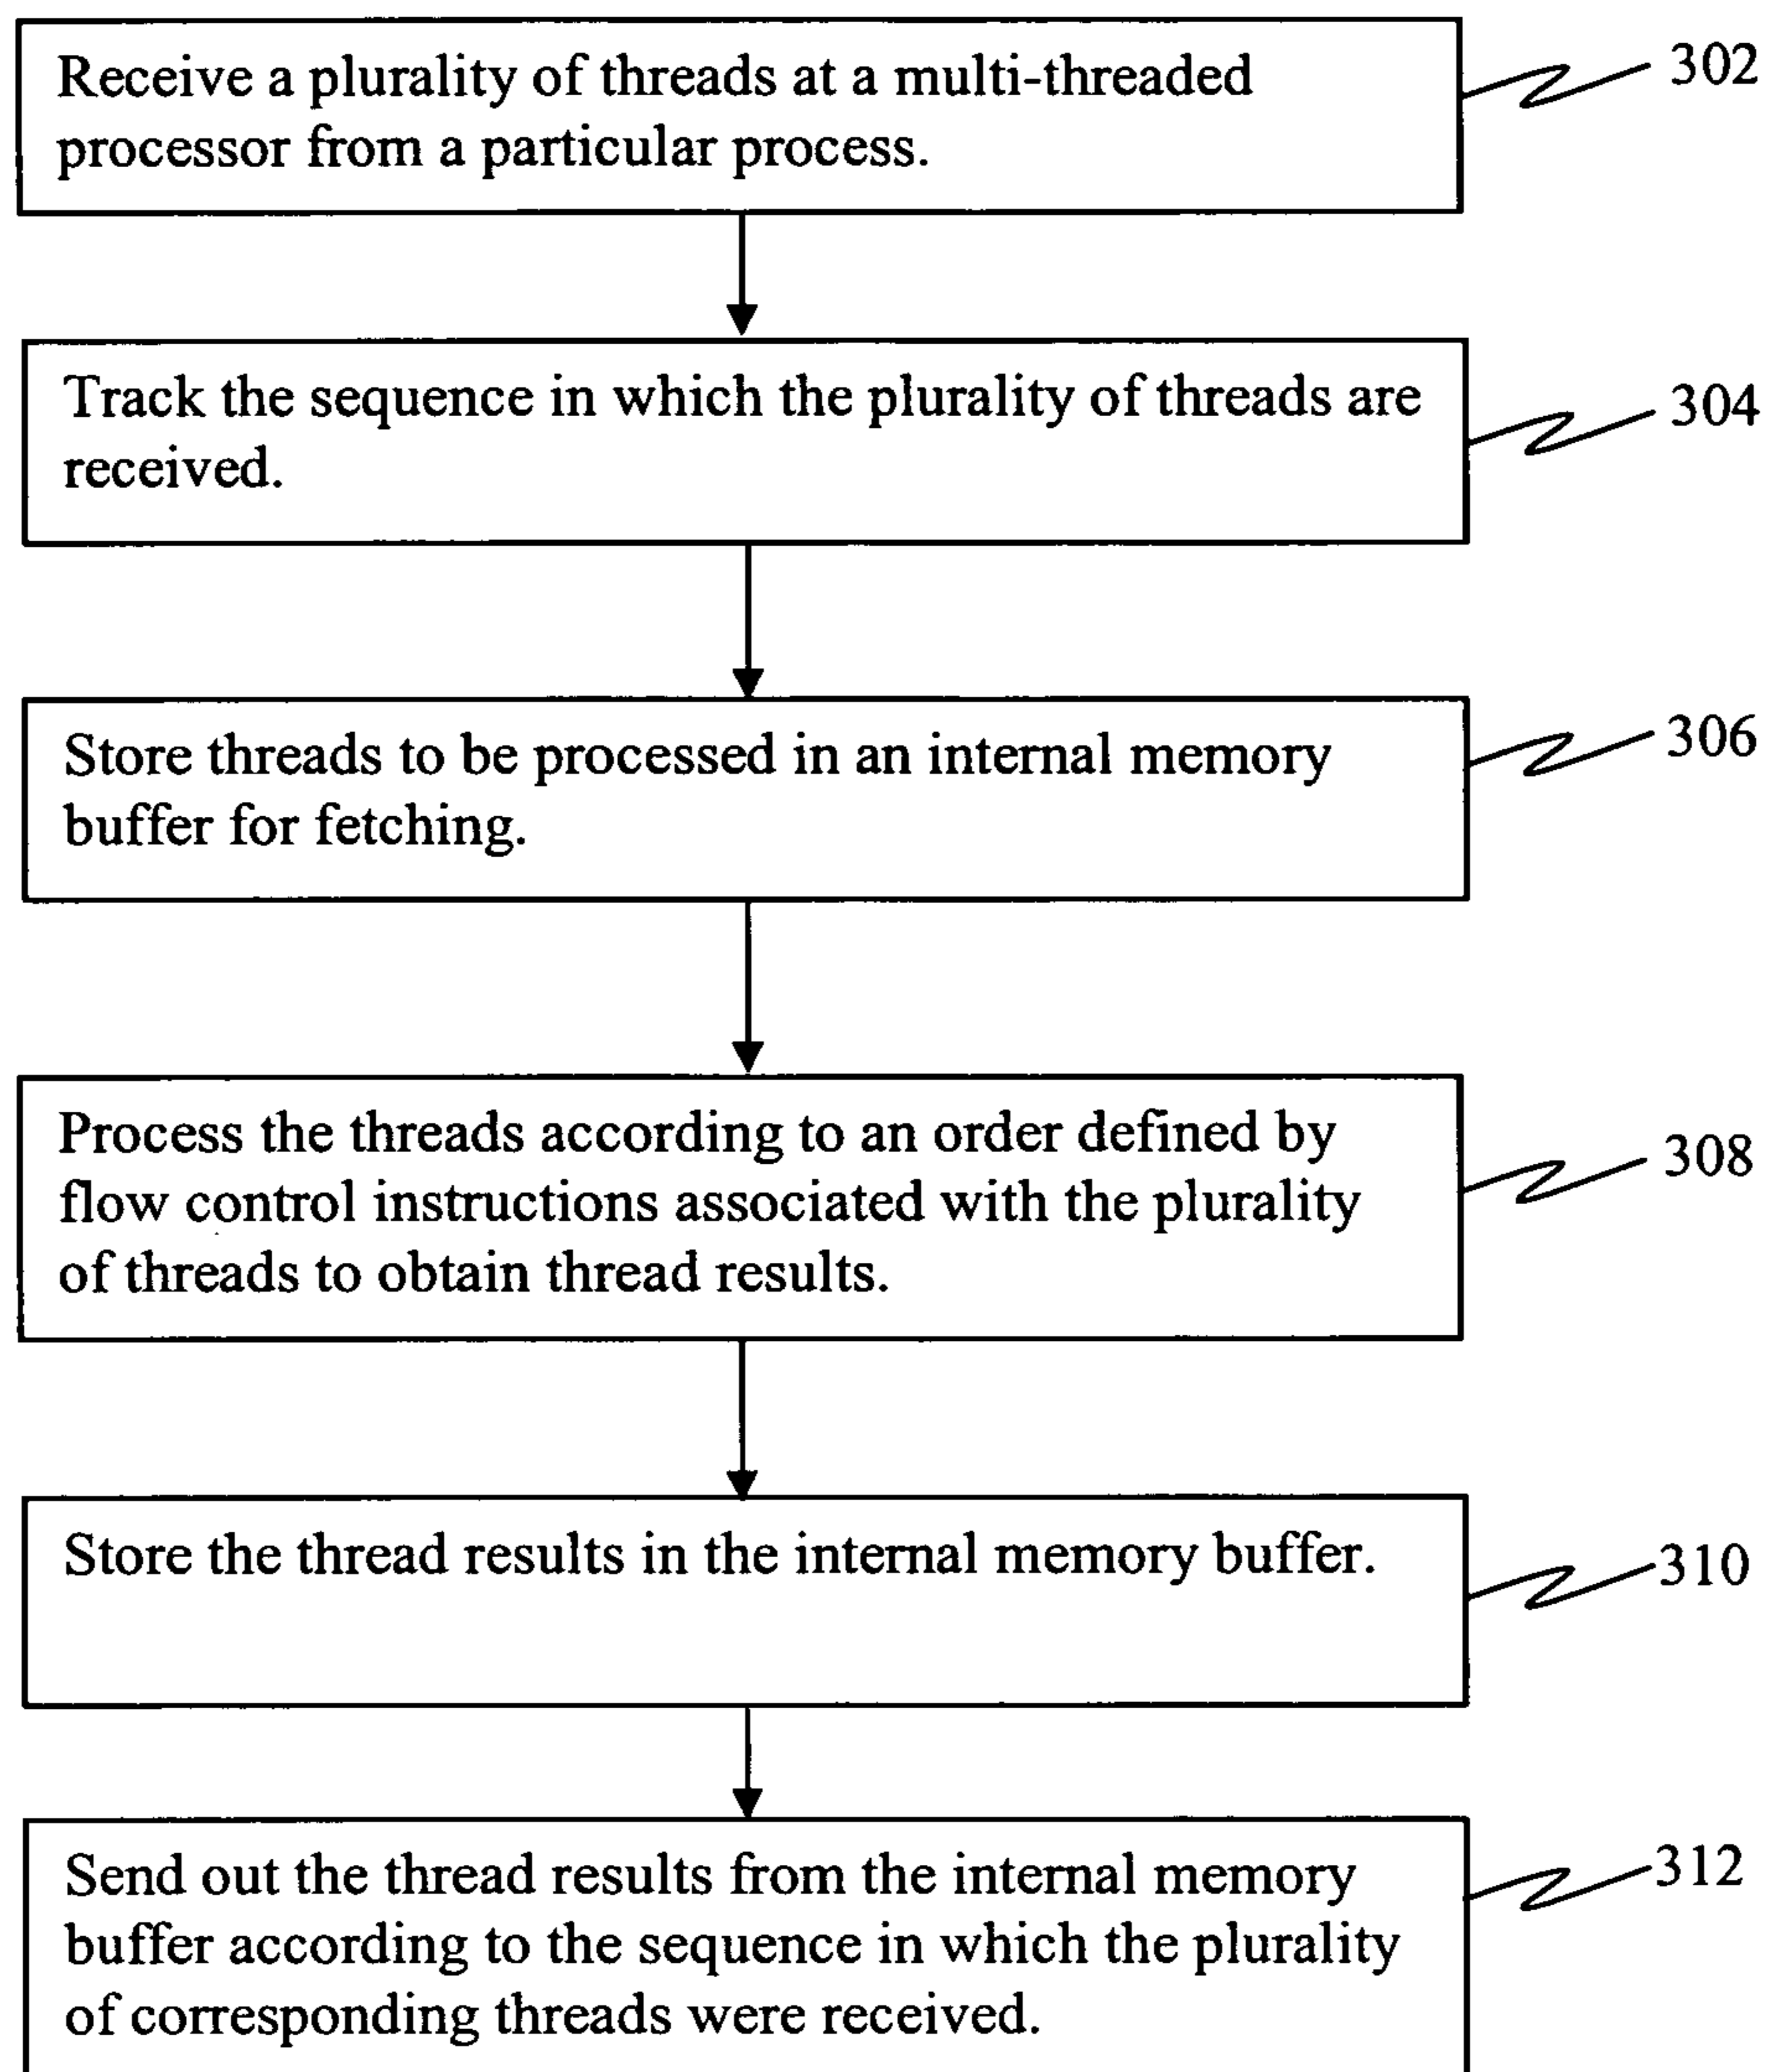 Receive a plurality of threads at a multi-threaded
processor from a particular process.
302
Track the sequence in which the plurality of threads are
received.
304
Store threads to be processed in an internal memory
buffer for fetching.
306
Process the threads according to an order defined by
flow control instructions associated with the plurality
of threads to obtain thread results.
308
Store the thread results in the internal memory buffer.
310
Send out the thread results from the internal memory
buffer according to the sequence in which the plurality
of corresponding threads were received.
312